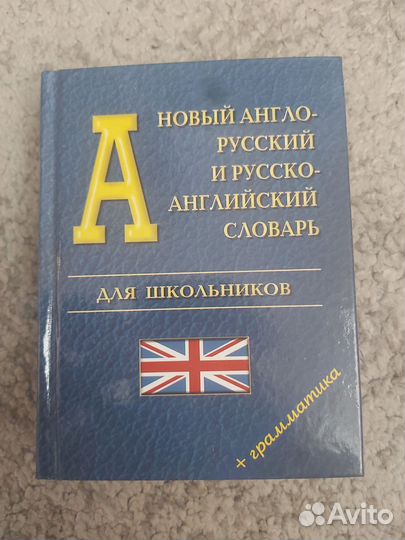 А
НОВЫЙ АНГЛО-
РУССКИЙ
И РУССКО-
АНГЛИЙСКИЙ
СЛОВАРЬ
ДЛЯ ШКОЛЬНИКОВ
+ грамматика
Avito